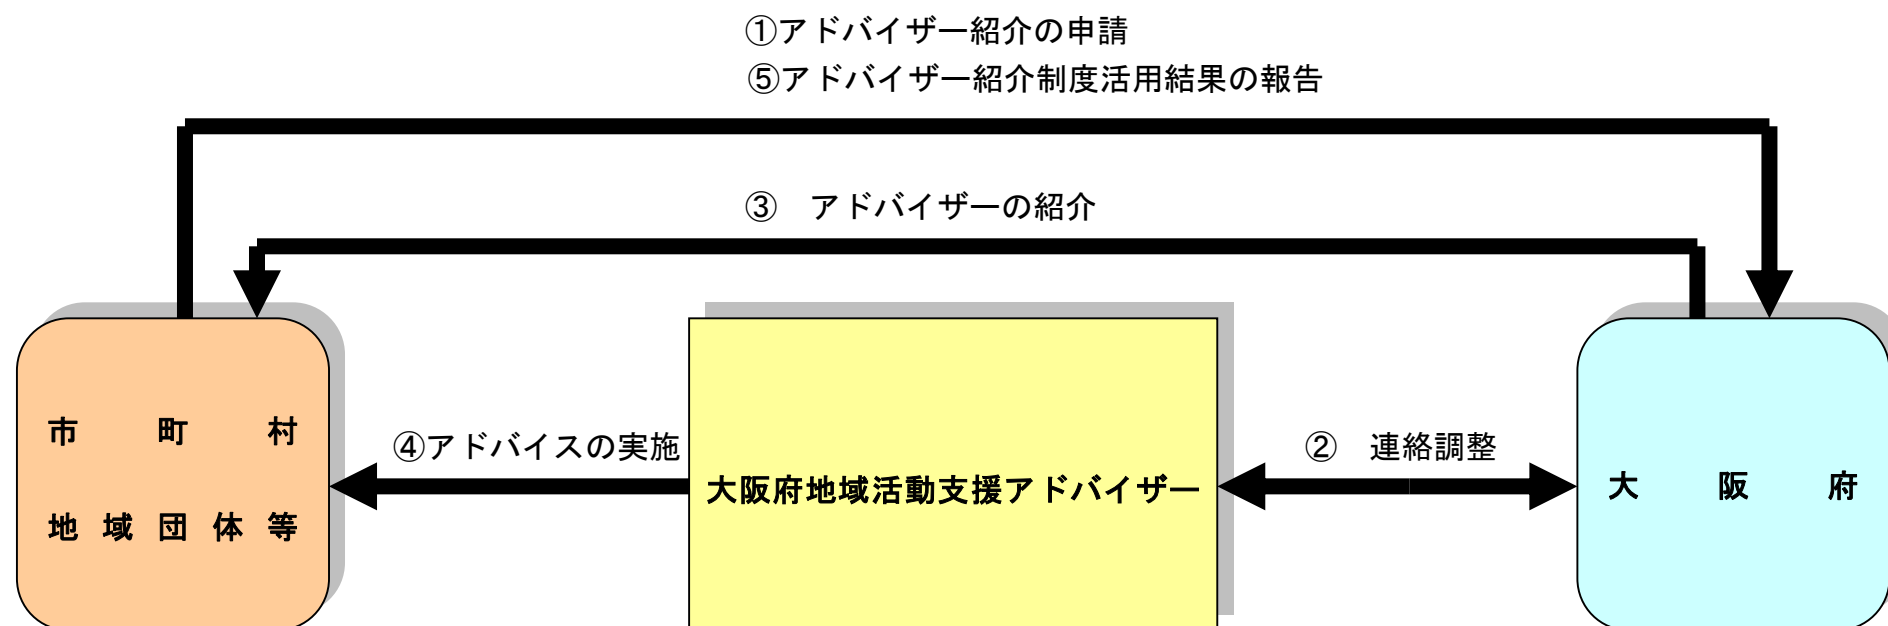 ①アドバイザー紹介の申請
⑤アドバイザー紹介制度活用結果の報告
③　アドバイザーの紹介
市町村
地域団体等
④アドバイスの実施
大阪府地域活動支援アドバイザー
②　連絡調整
大阪府